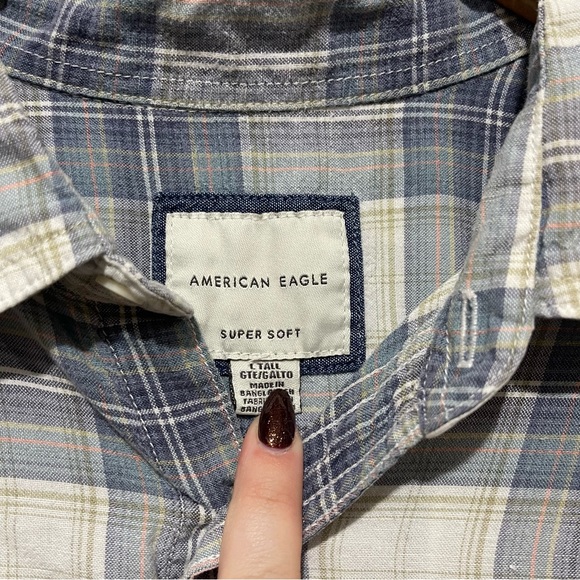 AMERICAN EAGLE
SUPER SOFT
L TALL
GTE/GALTO
MADE IN